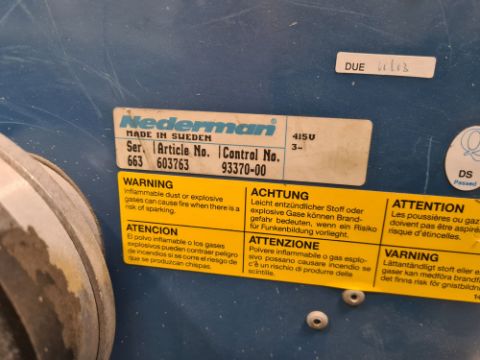 DUE
Nederman
MADE IN SWEDEN
415V
3~
Ser. Article No. Control No.
663 603763 93370-00
DS
Passed
WARNING
Inflammable dust or explosive
gases can cause fire when there is a
risk of sparking.
ATENCION
El polvo inflamable o los gases
explosivos pueden contraer peligro
de incendios si se corre el riesgo de
que se produzcan chispas.
ACHTUNG
Leicht entzündlicher Stoff oder
explosive Gase können Brand-
gefahr bedeuten, wenn ein Risiko
für Funkenbildung vorliegt.
ATTENZIONE
Polvere infiammabile o gas esplo-
sivo possano causare incendio se
c'è un rischio di produrre delle
scintille.
ATTENTION
Les poussières ou gaz
doivent pas être
risque d'étincelles.
VARNING
Lättantändligt stoff eller ex
gaser kan medföra brandfa
det finns risk för gnistbildnin